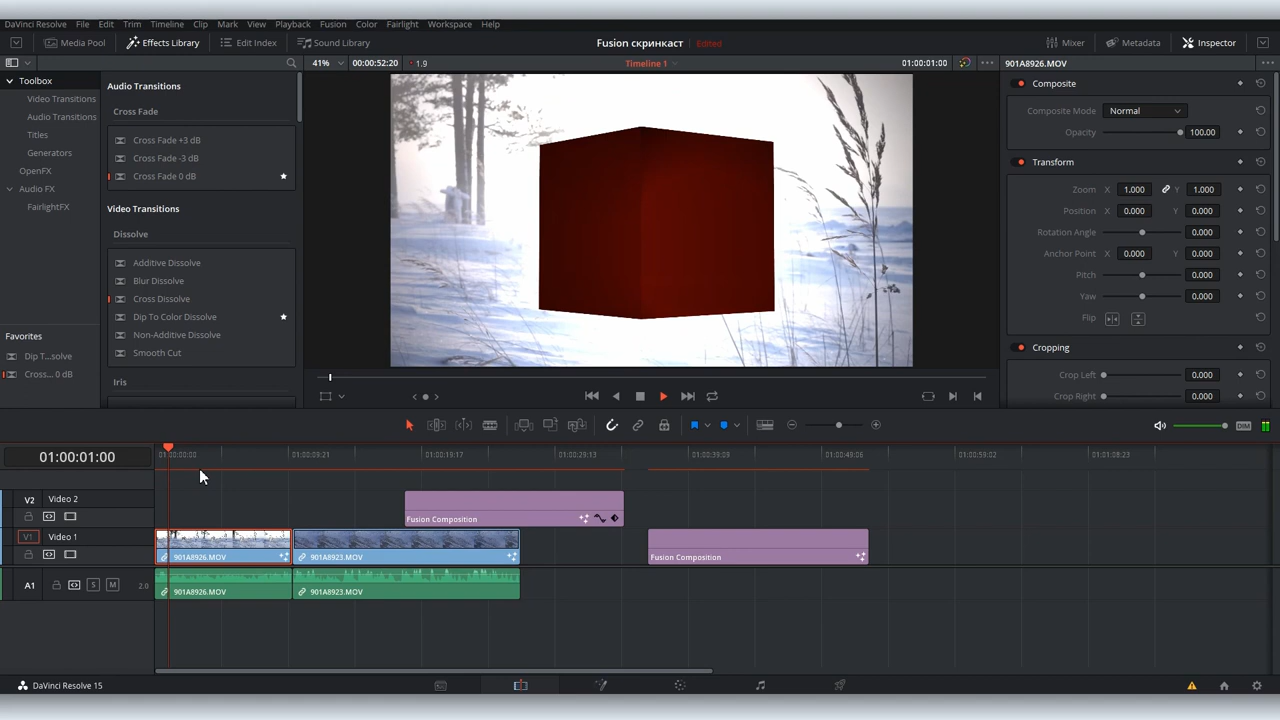 DaVinci Resolve File Edit Trim Timeline Clip Mark View Playback Fusion Color Fairlight Workspace Help
Media Pool Effects Library Edit Index Sound Library Fusion скринкаст Edited Mixer Metadata Inspector
41% 00:00:52:20 1.9 Timeline 1 01:00:01:00 901A8926.MOV
Toolbox
Video Transitions
Audio Transitions
Titles
Generators
OpenFX
Audio FX
FairlightFX
Favorites
Dip T...solve
Cross... 0 dB
Audio Transitions
Cross Fade
Cross Fade +3 dB
Cross Fade -3 dB
Cross Fade 0 dB
Video Transitions
Dissolve
Additive Dissolve
Blur Dissolve
Cross Dissolve
Dip To Color Dissolve
Non-Additive Dissolve
Smooth Cut
Iris
Composite
Composite Mode Normal
Opacity 100.00
Transform
Zoom X 1.000 Y 1.000
Position X 0.000 Y 0.000
Rotation Angle 0.000
Anchor Point X 0.000 Y 0.000
Pitch 0.000
Yaw 0.000
Flip
Cropping
Crop Left 0.000
Crop Right 0.000
DIM
01:00:01:00 01:00:00:00 01:00:09:21 01:00:19:17 01:00:29:13 01:00:39:09 01:00:49:06 01:00:59:02 01:01:08:23
V2 Video 2
Fusion Composition
V1 Video 1
901A8926.MOV 901A8923.MOV Fusion Composition
A1 S M 2.0
901A8926.MOV 901A8923.MOV
DaVinci Resolve 15